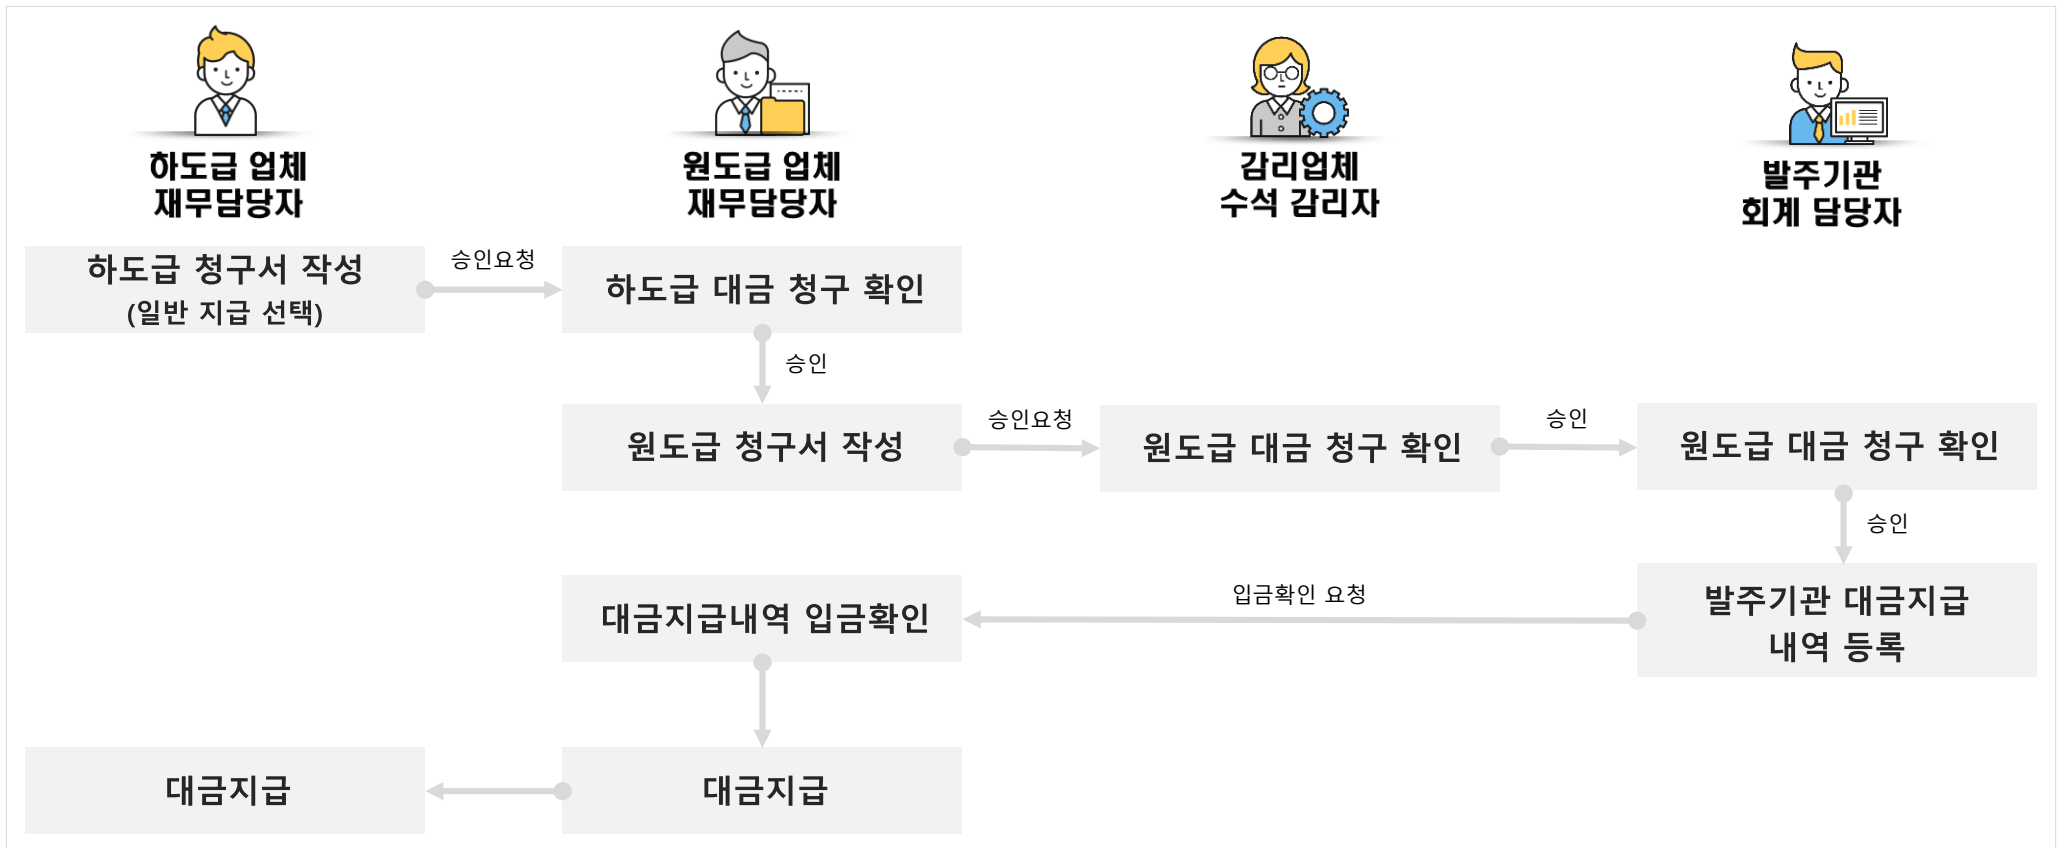 하도급 업체
재무담당자
원도급 업체
재무담당자
감리업체
수석 감리자
발주기관
회계 담당자
하도급 청구서 작성
(일반 지급 선택)
승인요청
하도급 대금 청구 확인
승인
원도급 청구서 작성
승인요청
원도급 대금 청구 확인
승인
원도급 대금 청구 확인
승인
발주기관 대금지급
내역 등록
입금확인 요청
대금지급내역 입금확인
대금지급
대금지급